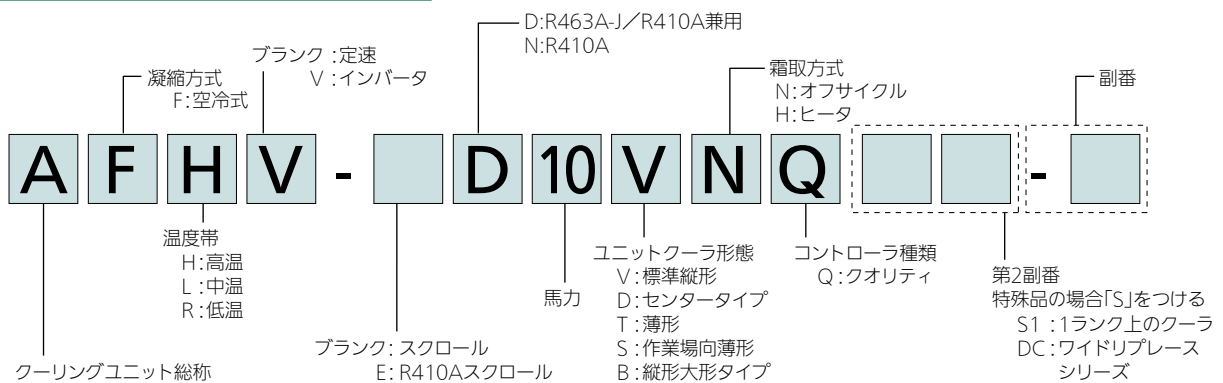 D:R463A-J／R410A兼用
N:R410A
ブランク:定速
V:インバータ
凝縮方式
F:空冷式
霜取方式
N:オフサイクル
H:ヒータ
副番
A F H V - D 10 V N Q -
温度帯
H:高温
L:中温
R:低温
クーリングユニット総称
ブランク:スクロール
E:R410Aスクロール
馬力
ユニットクーラ形態
V:標準縦形
D:センタータイプ
T:薄形
S:作業場向薄形
B:縦形大形タイプ
コントローラ種類
Q:クオリティ
第2副番
特殊品の場合「S」をつける
S1:1ランク上のクーラ
DC:ワイドリプレース
シリーズ